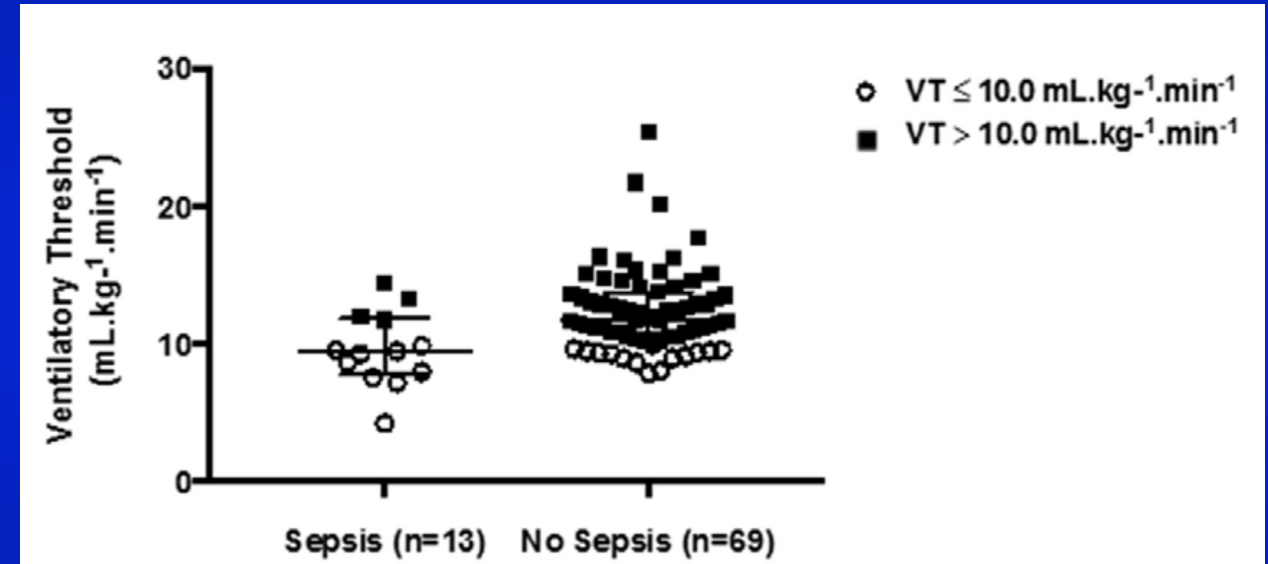 30
20
10
0
Ventilatory Threshold
(mL.kg-¹.min⁻¹)
VT ≤ 10.0 mL.kg-¹.min⁻¹
VT > 10.0 mL.kg-¹.min⁻¹
Sepsis (n=13) No Sepsis (n=69)